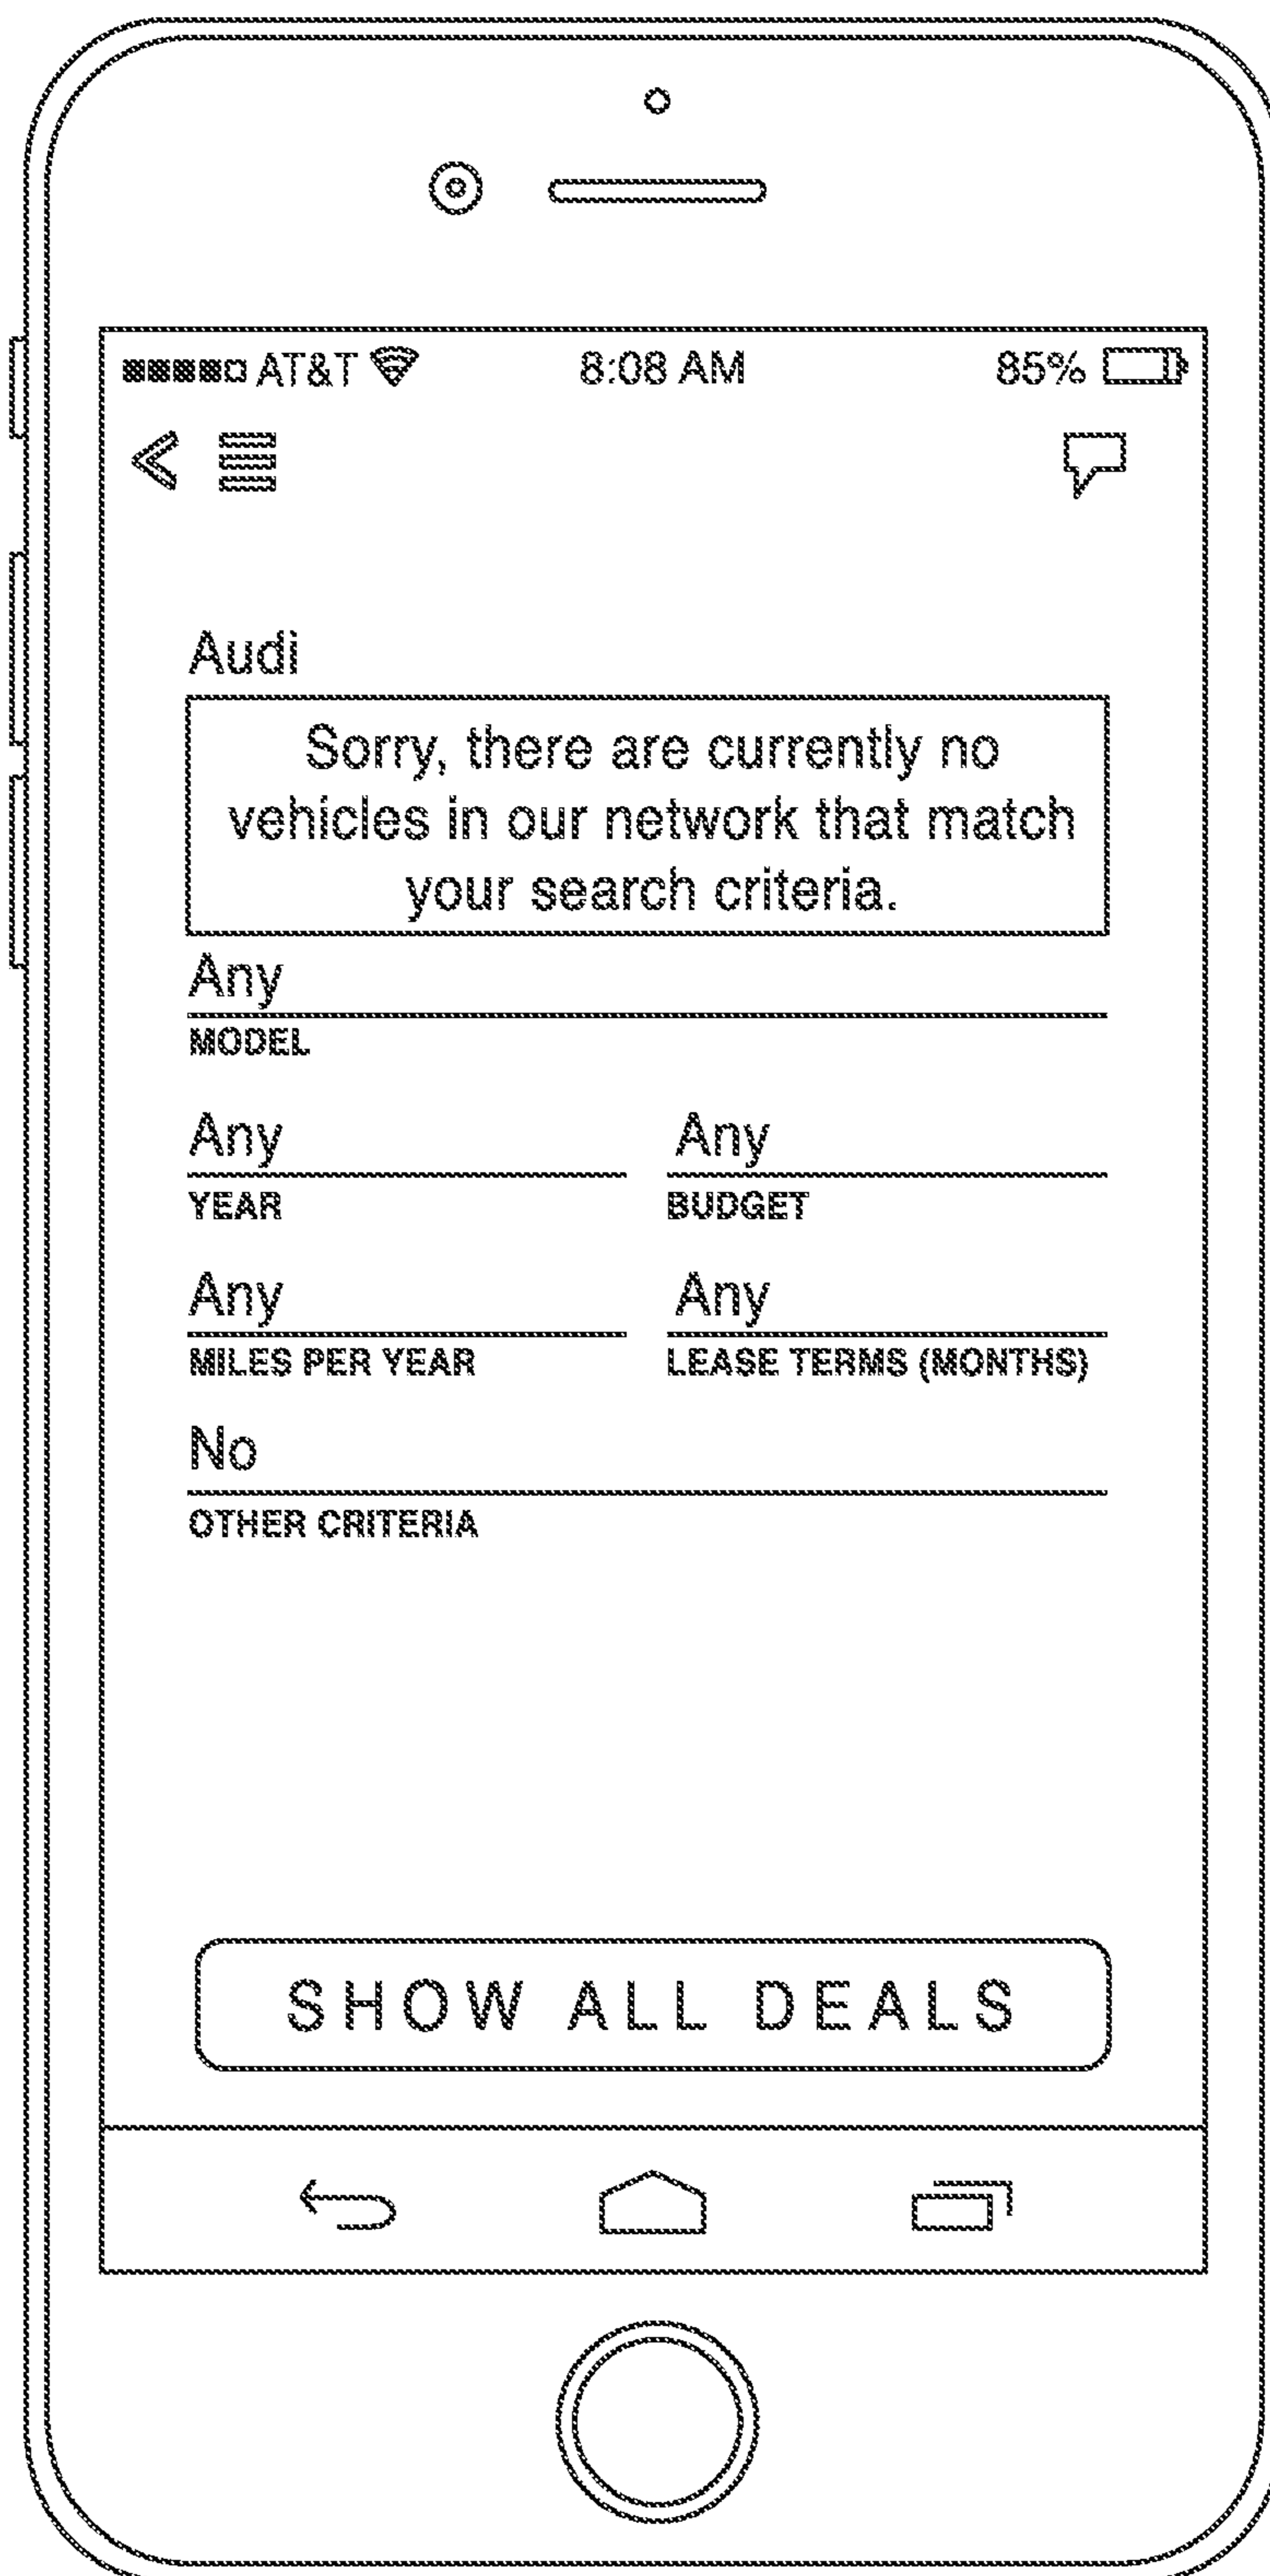 AT&T 8:08 AM 85%
Audi
Sorry, there are currently no
vehicles in our network that match
your search criteria.
Any
MODEL
Any Any
YEAR BUDGET
Any Any
MILES PER YEAR LEASE TERMS (MONTHS)
No
OTHER CRITERIA
SHOW ALL DEALS